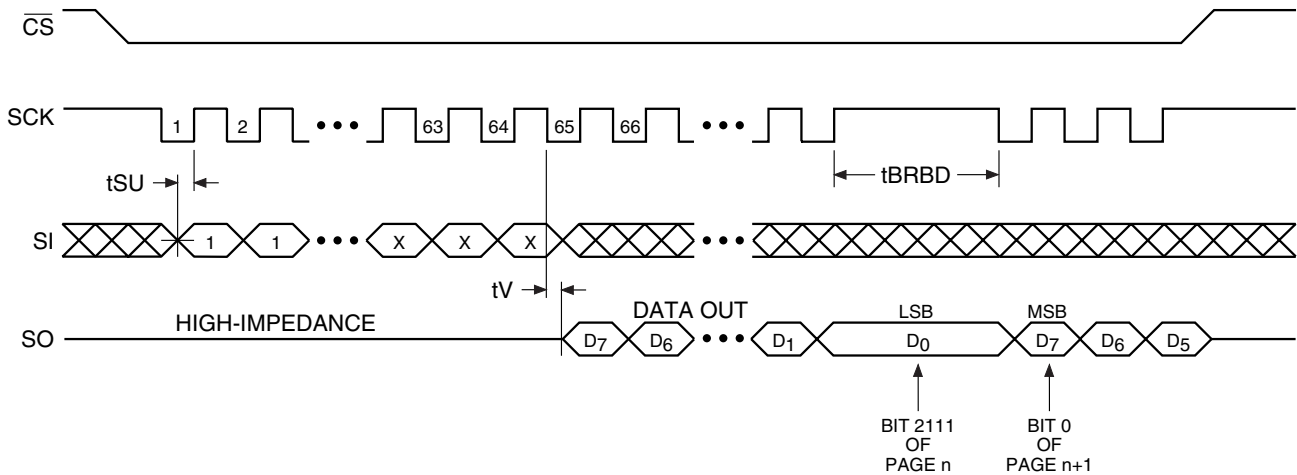 CS
SCK 1 2 ••• 63 64 65 66 •••
tSU tBRBD
SI 1 1 ••• X X X •••
tV
HIGH-IMPEDANCE DATA OUT LSB MSB
SO D7 D6 ••• D1 D0 D7 D6 D5
BIT 2111
OF
PAGE n
BIT 0
OF
PAGE n+1